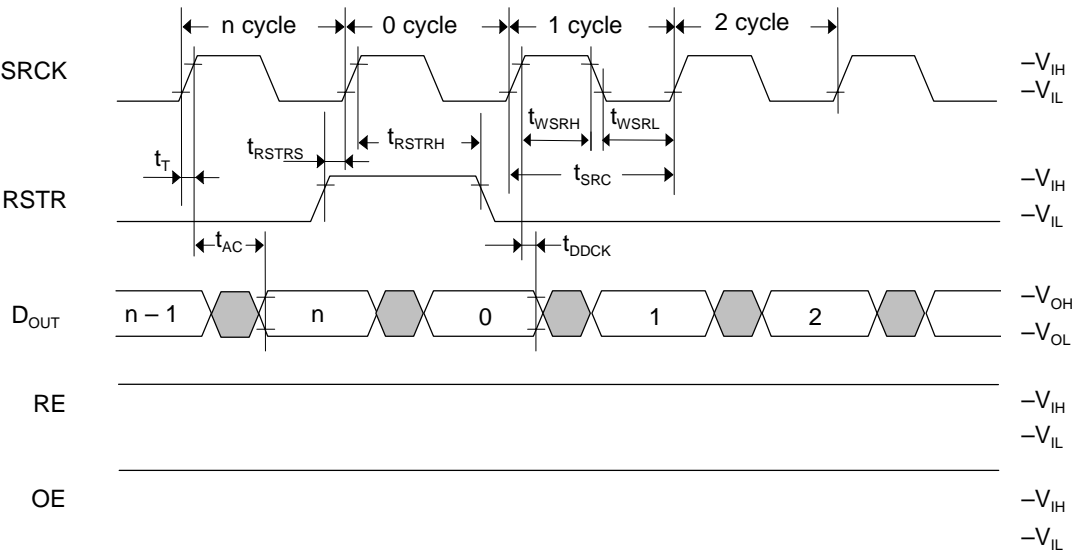 n cycle 0 cycle 1 cycle 2 cycle
SRCK –VIH
–VIL
tWSRH tWSRL
tT tRSTRS tRSTRH tSRC
RSTR –VIH
–VIL
tAC tDDCK
DOUT n – 1 n 0 1 2 –VOH
–VOL
RE –VIH
–VIL
OE –VIH
–VIL